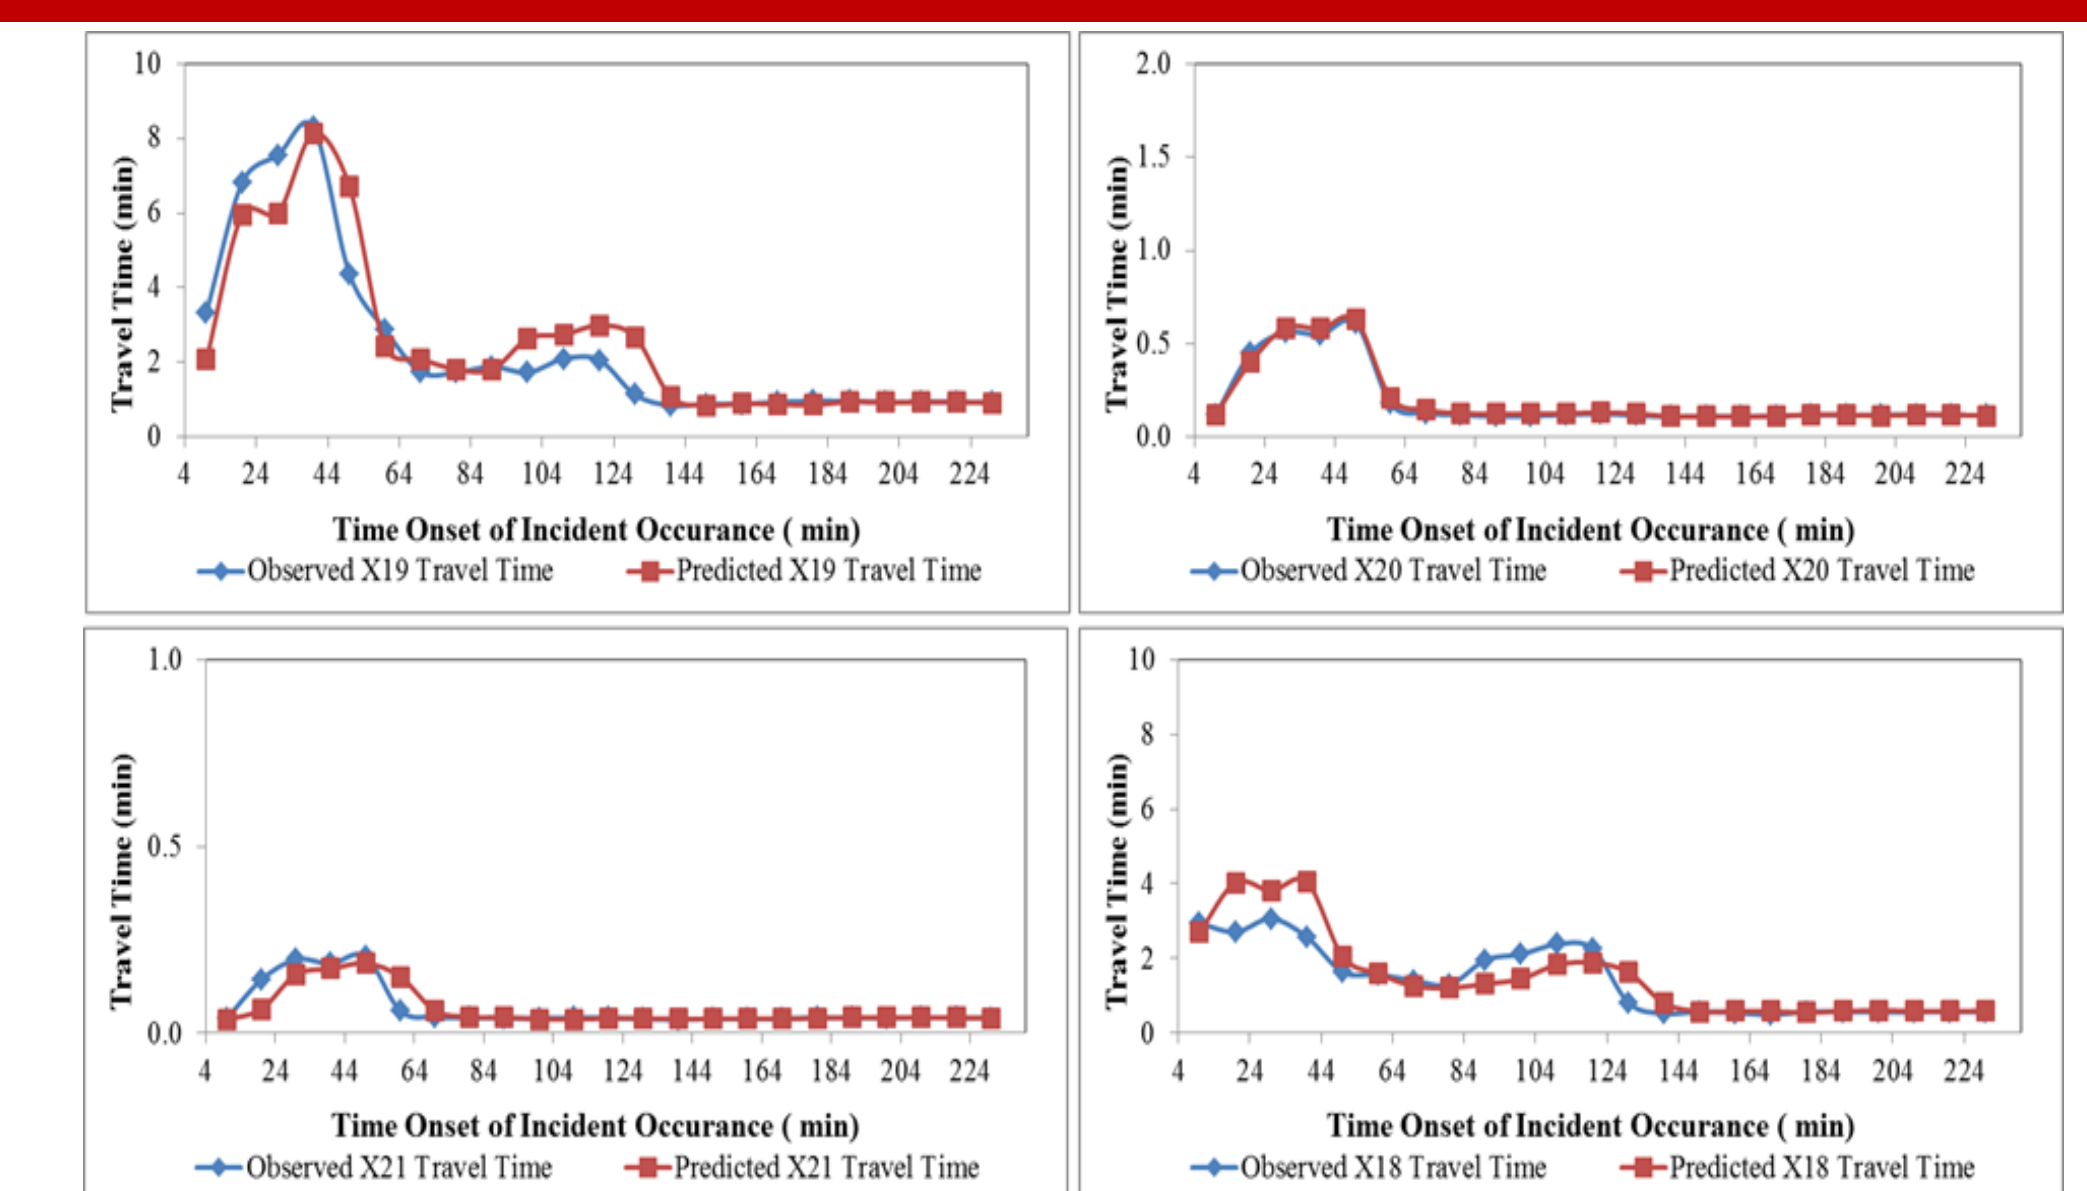 10
8
6
4
2
0
Travel Time (min)
4 24 44 64 84 104 124 144 164 184 204 224
Time Onset of Incident Occurance ( min)
Observed X19 Travel Time Predicted X19 Travel Time
2.0
1.5
1.0
0.5
0.0
Travel Time (min)
4 24 44 64 84 104 124 144 164 184 204 224
Time Onset of Incident Occurance ( min)
Observed X20 Travel Time Predicted X20 Travel Time
1.0
0.5
0.0
Travel Time (min)
4 24 44 64 84 104 124 144 164 184 204 224
Time Onset of Incident Occurance ( min)
Observed X21 Travel Time Predicted X21 Travel Time
10
8
6
4
2
0
Travel Time (min)
4 24 44 64 84 104 124 144 164 184 204 224
Time Onset of Incident Occurance ( min)
Observed X18 Travel Time Predicted X18 Travel Time